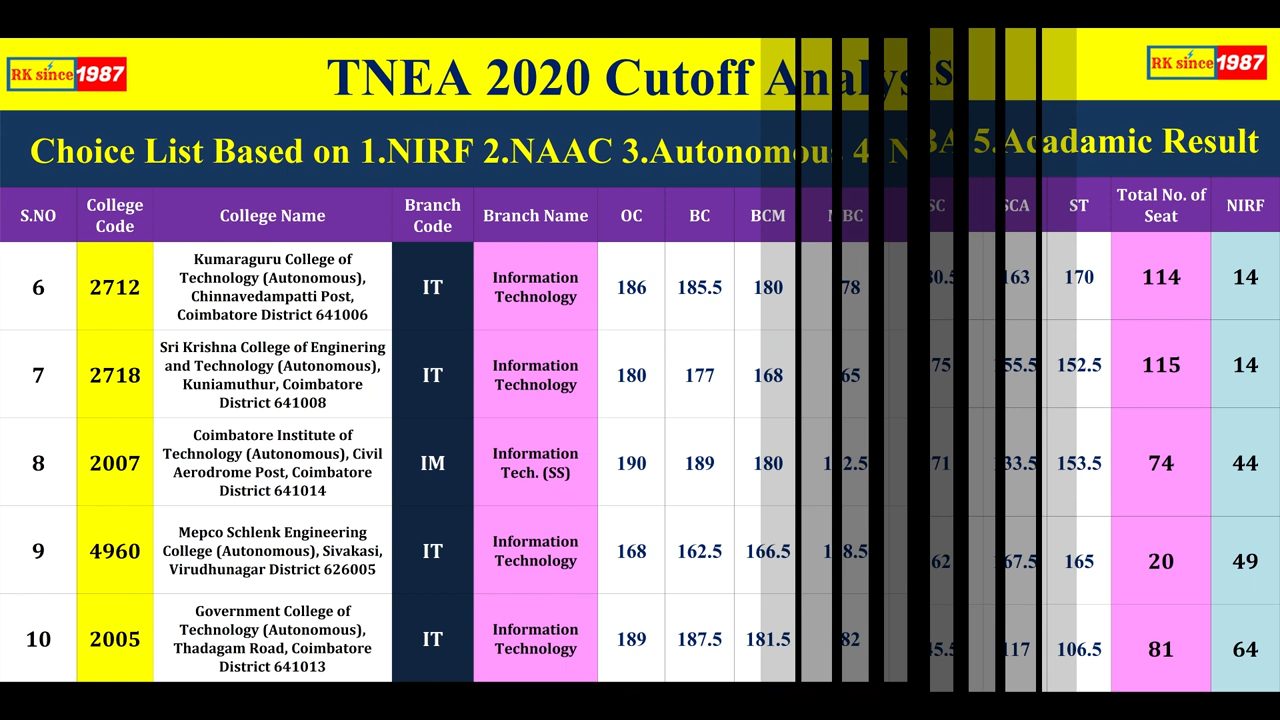 RK since 1987
TNEA 2020 Cutoff Analysis
RK since 1987
Choice List Based on 1.NIRF 2.NAAC 3.Autonomous 4. 5.Acadamic Result
S.NO College Code College Name Branch Code Branch Name OC BC BCM ST Total No. of Seat NIRF
6 2712 Kumaraguru College of Technology (Autonomous), Chinnavedampatti Post, Coimbatore District 641006 IT Information Technology 186 185.5 180 170 114 14
7 2718 Sri Krishna College of Enginering and Technology (Autonomous), Kuniamuthur, Coimbatore District 641008 IT Information Technology 180 177 168 152.5 115 14
8 2007 Coimbatore Institute of Technology (Autonomous), Civil Aerodrome Post, Coimbatore District 641014 IM Information Tech. (SS) 190 189 180 153.5 74 44
9 4960 Mepco Schlenk Engineering College (Autonomous), Sivakasi, Virudhunagar District 626005 IT Information Technology 168 162.5 166.5 165 20 49
10 2005 Government College of Technology (Autonomous), Thadagam Road, Coimbatore District 641013 IT Information Technology 189 187.5 181.5 117 106.5 81 64